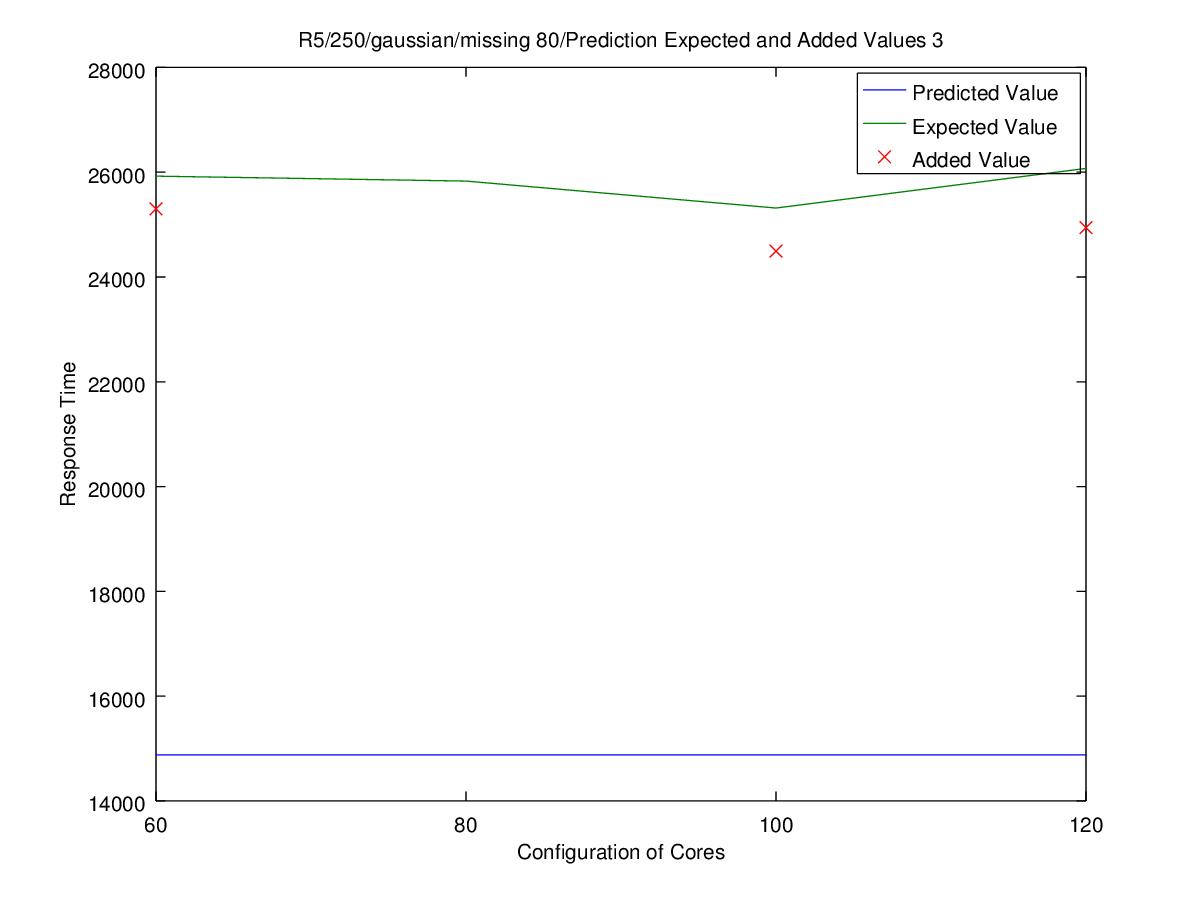 R5/250/gaussian/missing 80/Prediction Expected and Added Values 3
28000
26000
24000
22000
20000
18000
16000
14000
60
80
100
120
Response Time
Configuration of Cores
Predicted Value
Expected Value
Added Value